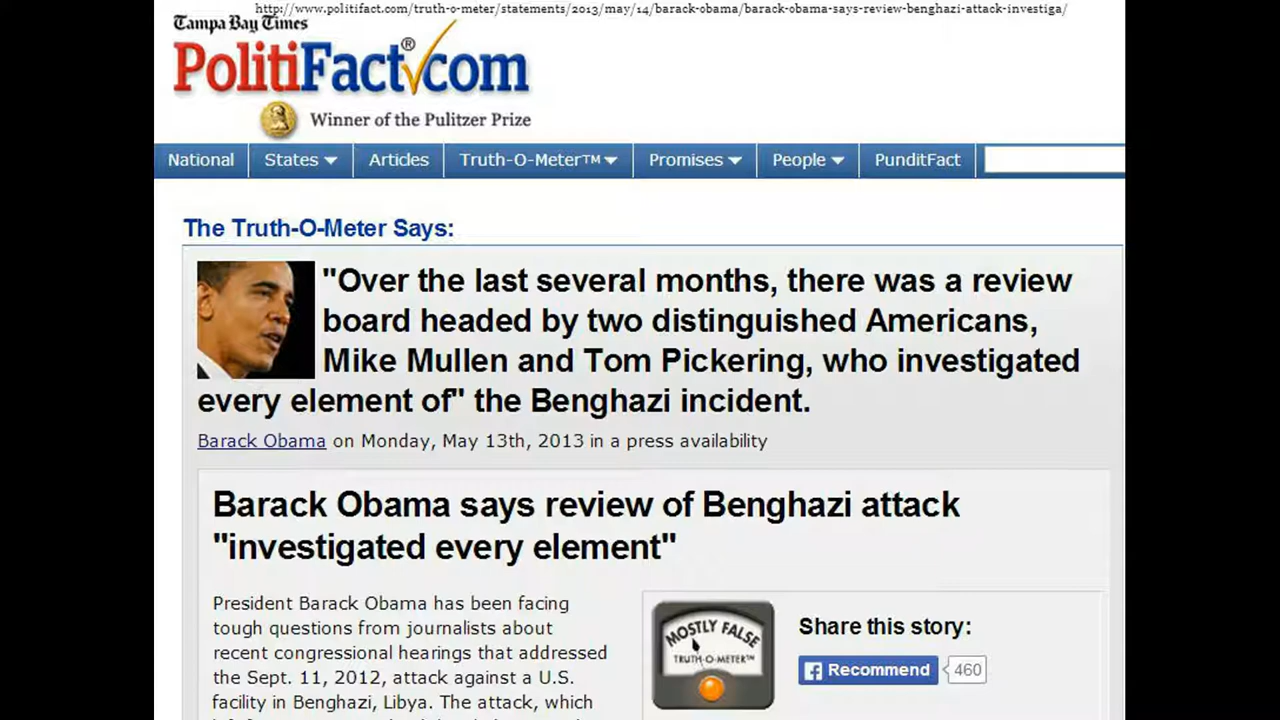 http://www.politifact.com/truth-o-meter/statements/2013/may/14/barack-obama/barack-obama-says-review-benghazi-attack-investiga/
Tampa Bay Times
PolitiFact.com
®
Winner of the Pulitzer Prize
National States Articles Truth-O-Meter™ Promises People PunditFact
The Truth-O-Meter Says:
"Over the last several months, there was a review
board headed by two distinguished Americans,
Mike Mullen and Tom Pickering, who investigated
every element of" the Benghazi incident.
Barack Obama on Monday, May 13th, 2013 in a press availability
Barack Obama says review of Benghazi attack
"investigated every element"
President Barack Obama has been facing
tough questions from journalists about
recent congressional hearings that addressed
the Sept. 11, 2012, attack against a U.S.
facility in Benghazi, Libya. The attack, which
MOSTLY FALSE
TRUTH-O-METER™
Share this story:
Recommend 460